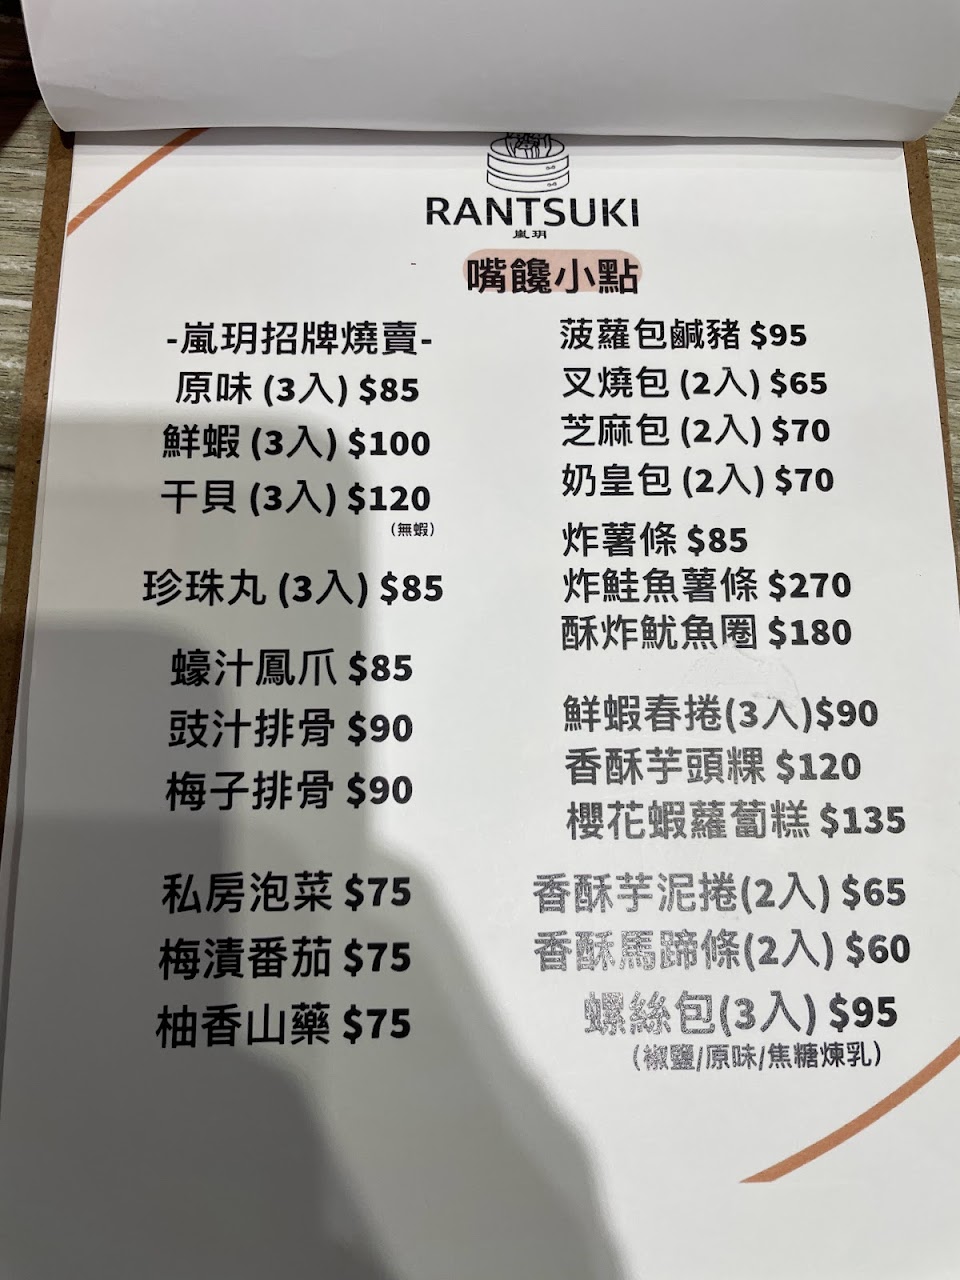 RANTSUKI
嵐玥
嘴饞小點
-嵐玥招牌燒賣-
原味 (3入) $85
鮮蝦 (3入) $100
干貝 (3入) $120
(無蝦)
珍珠丸 (3入) $85
蠔汁鳳爪 $85
豉汁排骨 $90
梅子排骨 $90
私房泡菜 $75
梅漬番茄 $75
柚香山藥 $75
菠蘿包鹹豬 $95
叉燒包 (2入) $65
芝麻包 (2入) $70
奶皇包 (2入) $70
炸薯條 $85
炸鮭魚薯條 $270
酥炸魷魚圈 $180
鮮蝦春捲(3入)$90
香酥芋頭粿 $120
櫻花蝦蘿蔔糕 $135
香酥芋泥捲(2入) $65
香酥馬蹄條(2入) $60
螺絲包(3入) $95
(椒鹽/原味/焦糖煉乳)